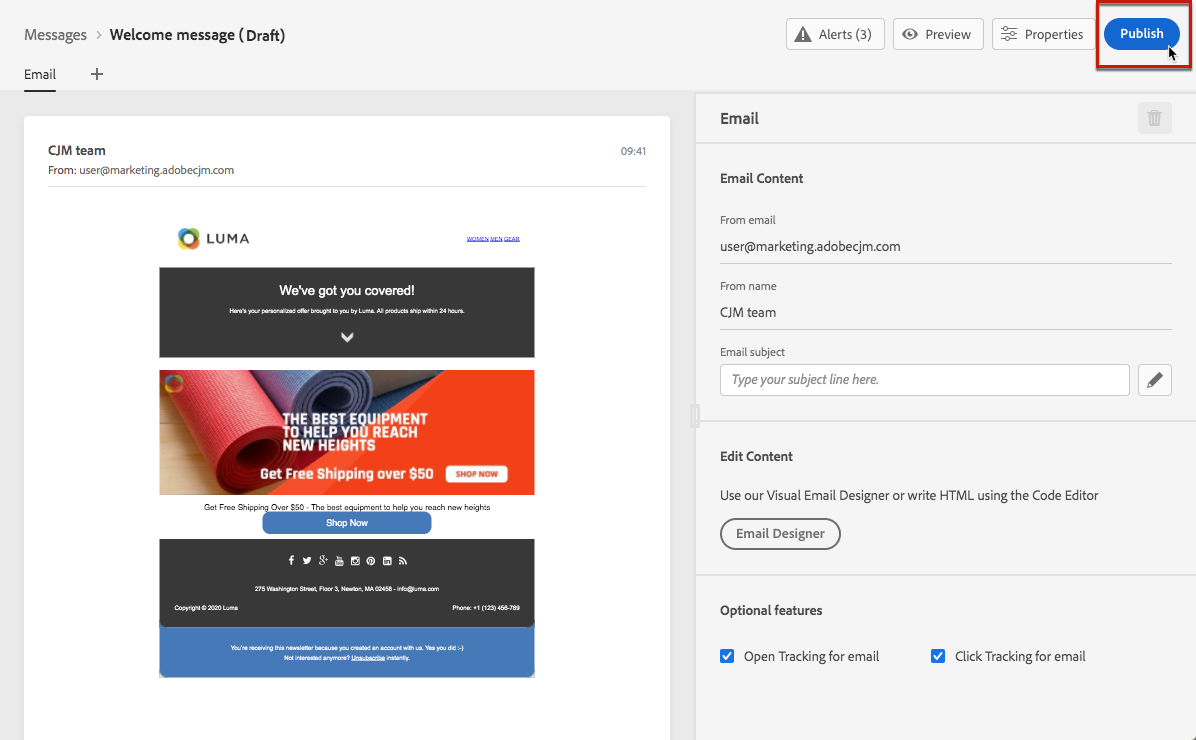 Messages > Welcome message (Draft)
Alerts (3)
Preview
Properties
Publish
Email
+
CJM team
09:41
From: user@marketing.adobecjm.com
LUMA
WOMEN MEN GEAR
We've got you covered!
Here's your personalized offer brought to you by Luma. All products ship within 24 hours.
THE BEST EQUIPMENT
TO HELP YOU REACH
NEW HEIGHTS
Get Free Shipping over $50
SHOP NOW
Get Free Shipping Over $50 - The best equipment to help you reach new heights
Shop Now
275 Washington Street, Floor 3, Newton, MA 02458 - info@luma.com
Copyright © 2020 Luma
Phone: +1 (123) 456-789
You're receiving this newsletter because you created an account with us. Yes you did :-)
Not interested anymore? Unsubscribe instantly.
Email
Email Content
From email
user@marketing.adobecjm.com
From name
CJM team
Email subject
Type your subject line here.
Edit Content
Use our Visual Email Designer or write HTML using the Code Editor
Email Designer
Optional features
Open Tracking for email
Click Tracking for email